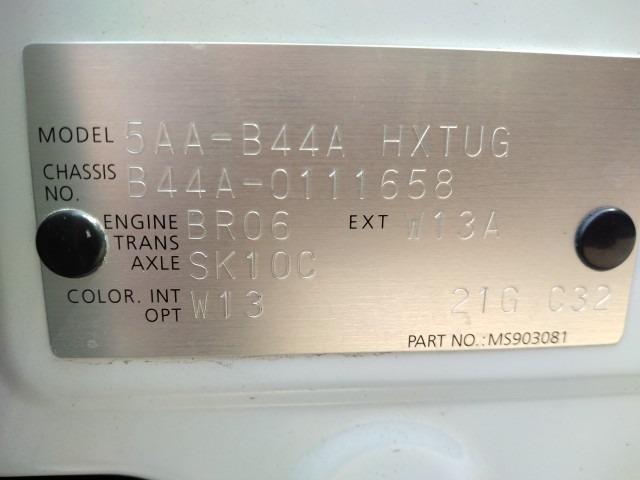 MODEL 5AA-B44A HXTUG
CHASSIS NO. B44A-0111658
ENGINE BR06 EXT W13A
TRANS AXLE SK10C
COLOR. INT OPT W13 21G C32
PART NO.:MS903081